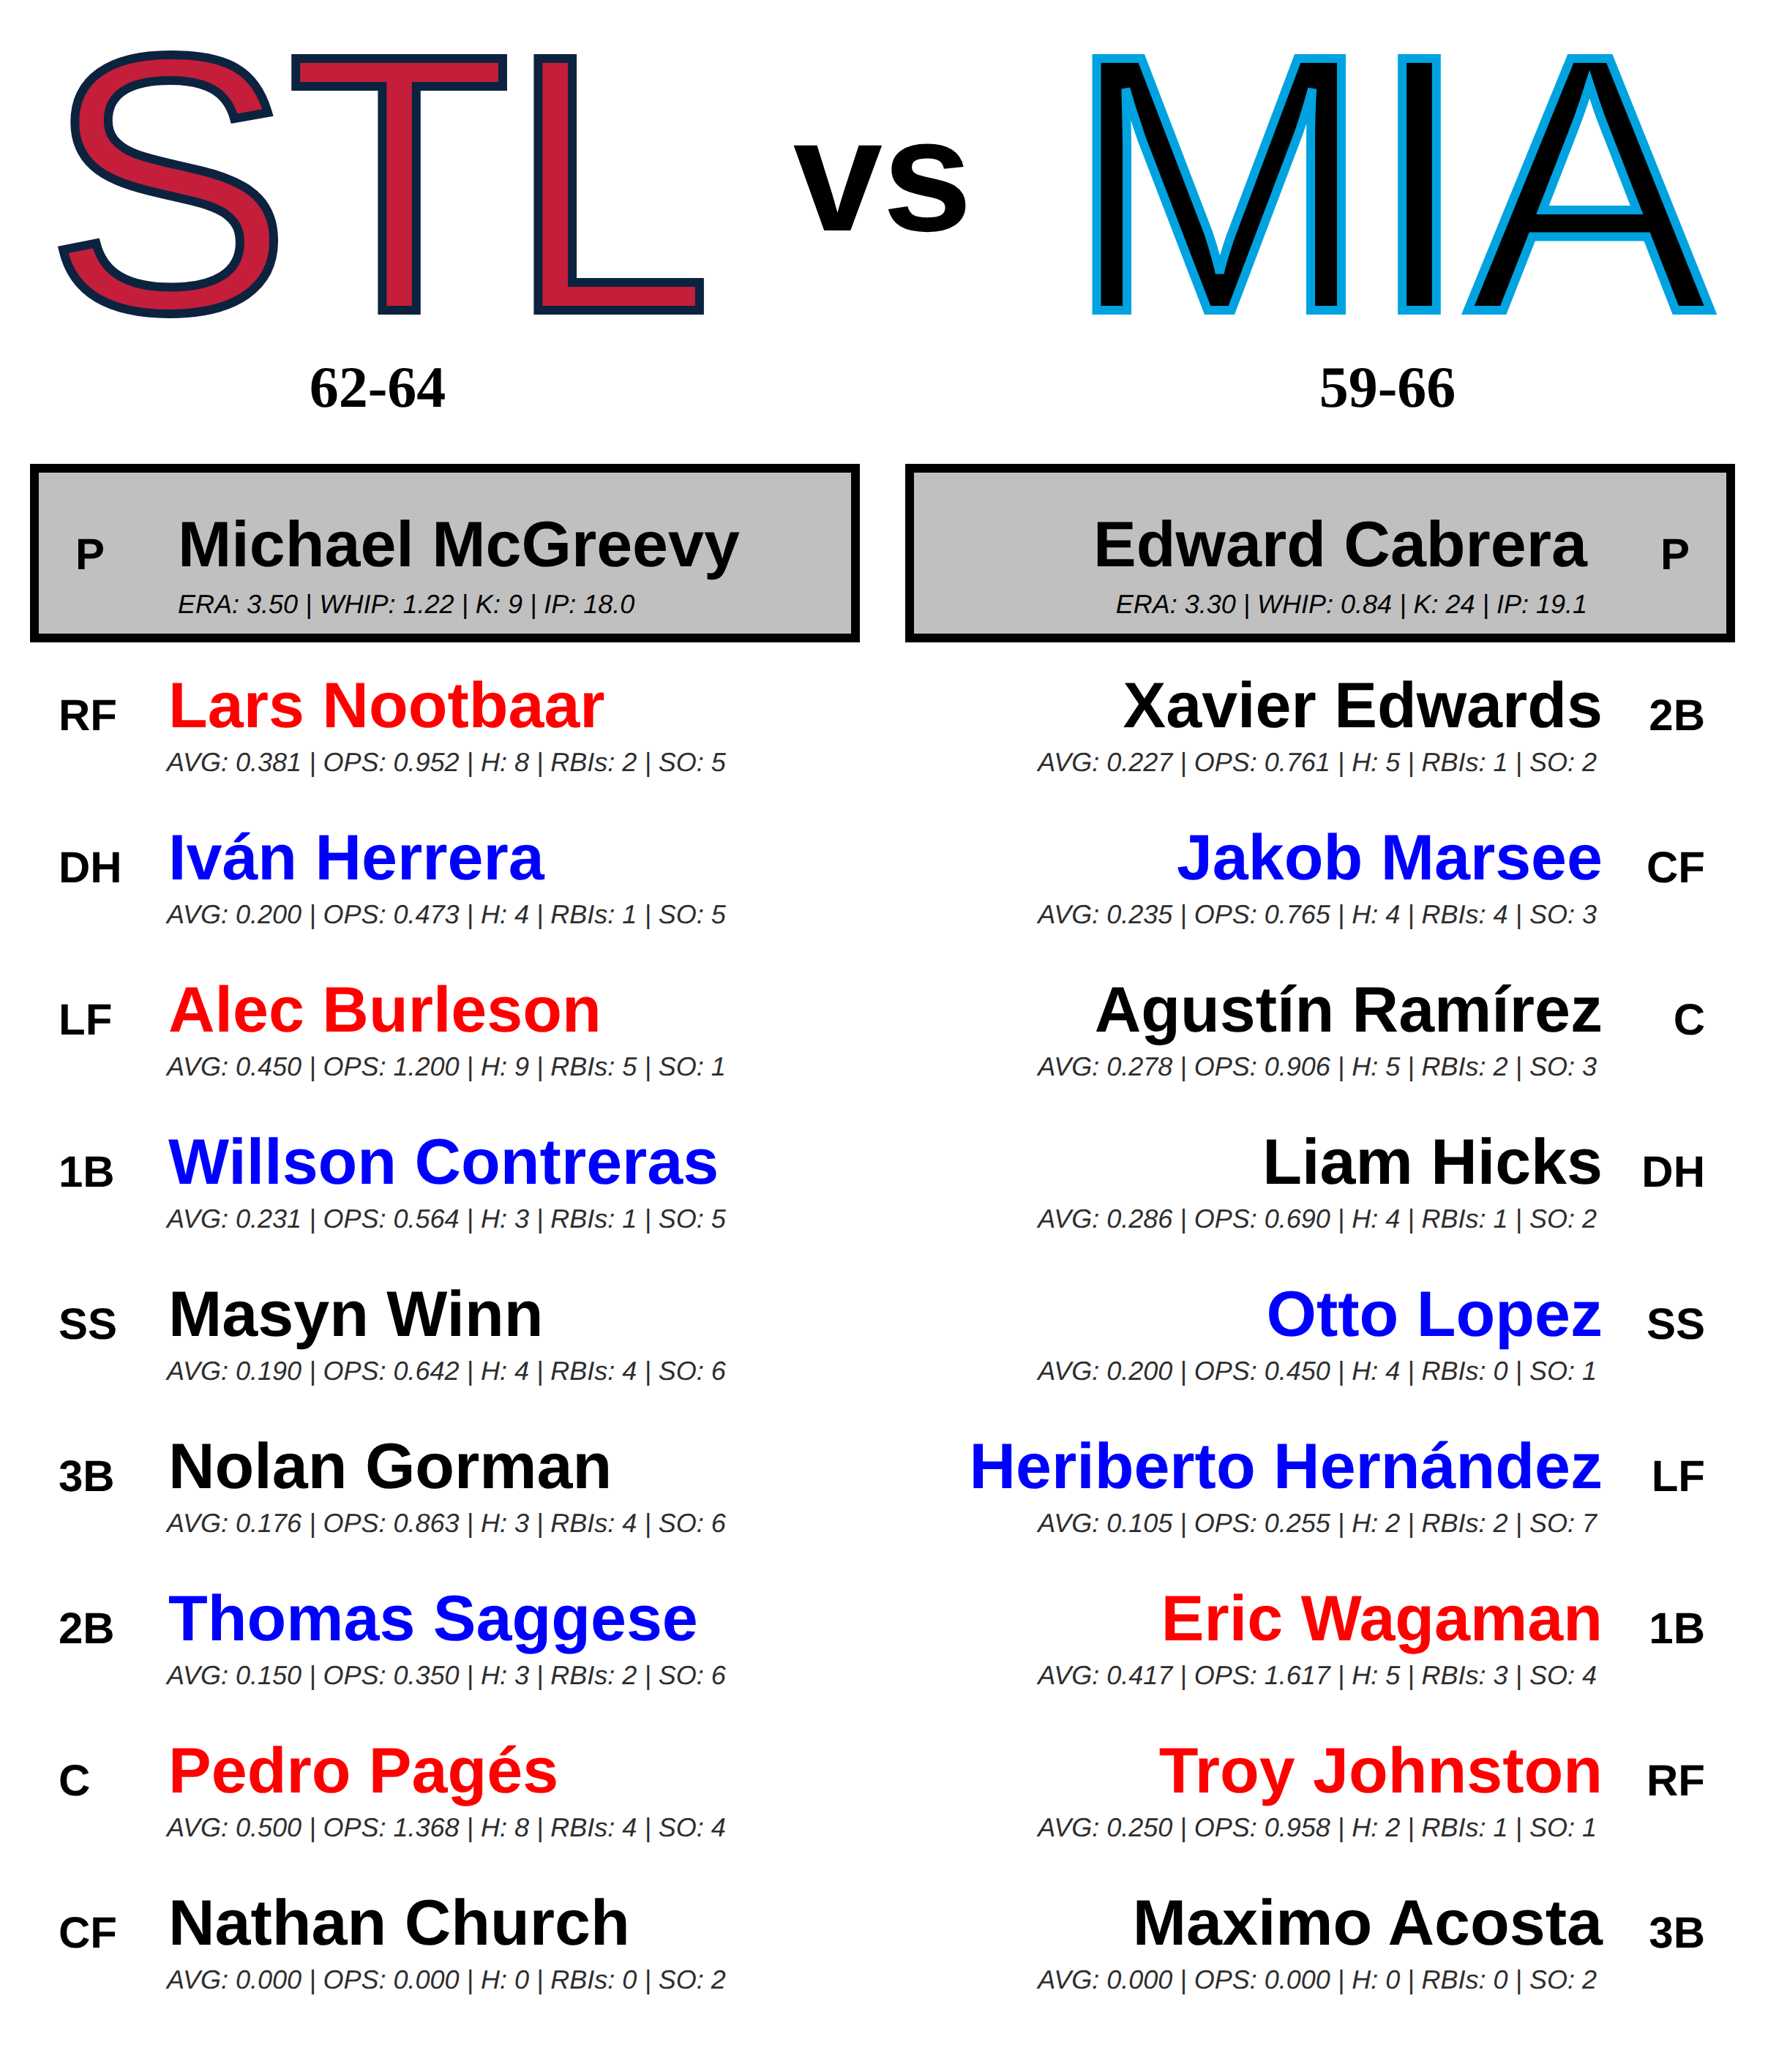 STL vs MIA
62-64
59-66
P Michael McGreevy
ERA: 3.50 | WHIP: 1.22 | K: 9 | IP: 18.0
Edward Cabrera P
ERA: 3.30 | WHIP: 0.84 | K: 24 | IP: 19.1
RF Lars Nootbaar
AVG: 0.381 | OPS: 0.952 | H: 8 | RBIs: 2 | SO: 5
DH Iván Herrera
AVG: 0.200 | OPS: 0.473 | H: 4 | RBIs: 1 | SO: 5
LF Alec Burleson
AVG: 0.450 | OPS: 1.200 | H: 9 | RBIs: 5 | SO: 1
1B Willson Contreras
AVG: 0.231 | OPS: 0.564 | H: 3 | RBIs: 1 | SO: 5
SS Masyn Winn
AVG: 0.190 | OPS: 0.642 | H: 4 | RBIs: 4 | SO: 6
3B Nolan Gorman
AVG: 0.176 | OPS: 0.863 | H: 3 | RBIs: 4 | SO: 6
2B Thomas Saggese
AVG: 0.150 | OPS: 0.350 | H: 3 | RBIs: 2 | SO: 6
C Pedro Pagés
AVG: 0.500 | OPS: 1.368 | H: 8 | RBIs: 4 | SO: 4
CF Nathan Church
AVG: 0.000 | OPS: 0.000 | H: 0 | RBIs: 0 | SO: 2
Xavier Edwards 2B
AVG: 0.227 | OPS: 0.761 | H: 5 | RBIs: 1 | SO: 2
Jakob Marsee CF
AVG: 0.235 | OPS: 0.765 | H: 4 | RBIs: 4 | SO: 3
Agustín Ramírez C
AVG: 0.278 | OPS: 0.906 | H: 5 | RBIs: 2 | SO: 3
Liam Hicks DH
AVG: 0.286 | OPS: 0.690 | H: 4 | RBIs: 1 | SO: 2
Otto Lopez SS
AVG: 0.200 | OPS: 0.450 | H: 4 | RBIs: 0 | SO: 1
Heriberto Hernández LF
AVG: 0.105 | OPS: 0.255 | H: 2 | RBIs: 2 | SO: 7
Eric Wagaman 1B
AVG: 0.417 | OPS: 1.617 | H: 5 | RBIs: 3 | SO: 4
Troy Johnston RF
AVG: 0.250 | OPS: 0.958 | H: 2 | RBIs: 1 | SO: 1
Maximo Acosta 3B
AVG: 0.000 | OPS: 0.000 | H: 0 | RBIs: 0 | SO: 2